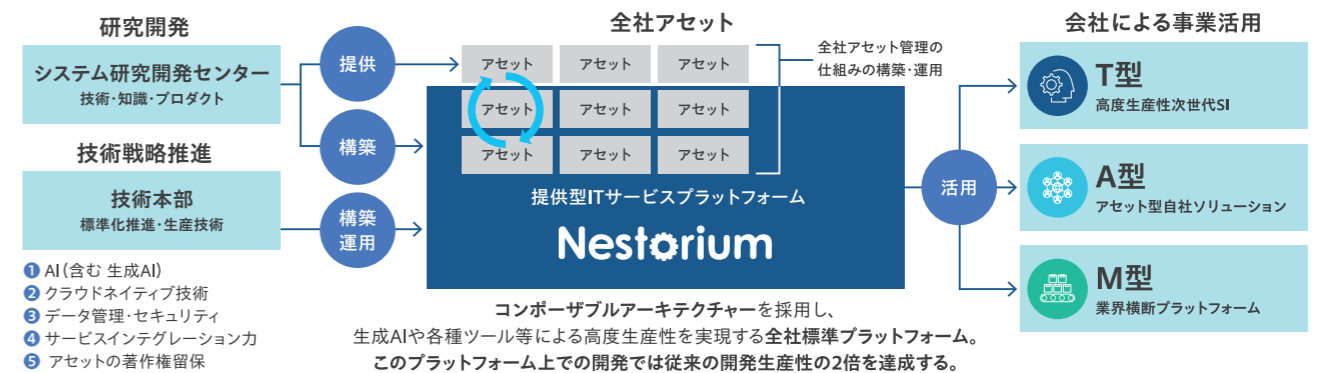 研究開発
システム研究開発センター
技術・知識・プロダクト
技術戦略推進
技術本部
標準化推進・生産技術
❶ AI(含む 生成AI)
❷ クラウドネイティブ技術
❸ データ管理・セキュリティ
❹ サービスインテグレーション力
❺ アセットの著作権留保
提供
構築
構築
運用
全社アセット
アセット アセット アセット
アセット アセット アセット
アセット アセット アセット
全社アセット管理の
仕組みの構築・運用
提供型ITサービスプラットフォーム
Nestorium
コンポーザブルアーキテクチャーを採用し、
生成AIや各種ツール等による高度生産性を実現する全社標準プラットフォーム。
このプラットフォーム上での開発では従来の開発生産性の2倍を達成する。
活用
会社による事業活用
T型
高度生産性次世代SI
A型
アセット型自社ソリューション
M型
業界横断プラットフォーム